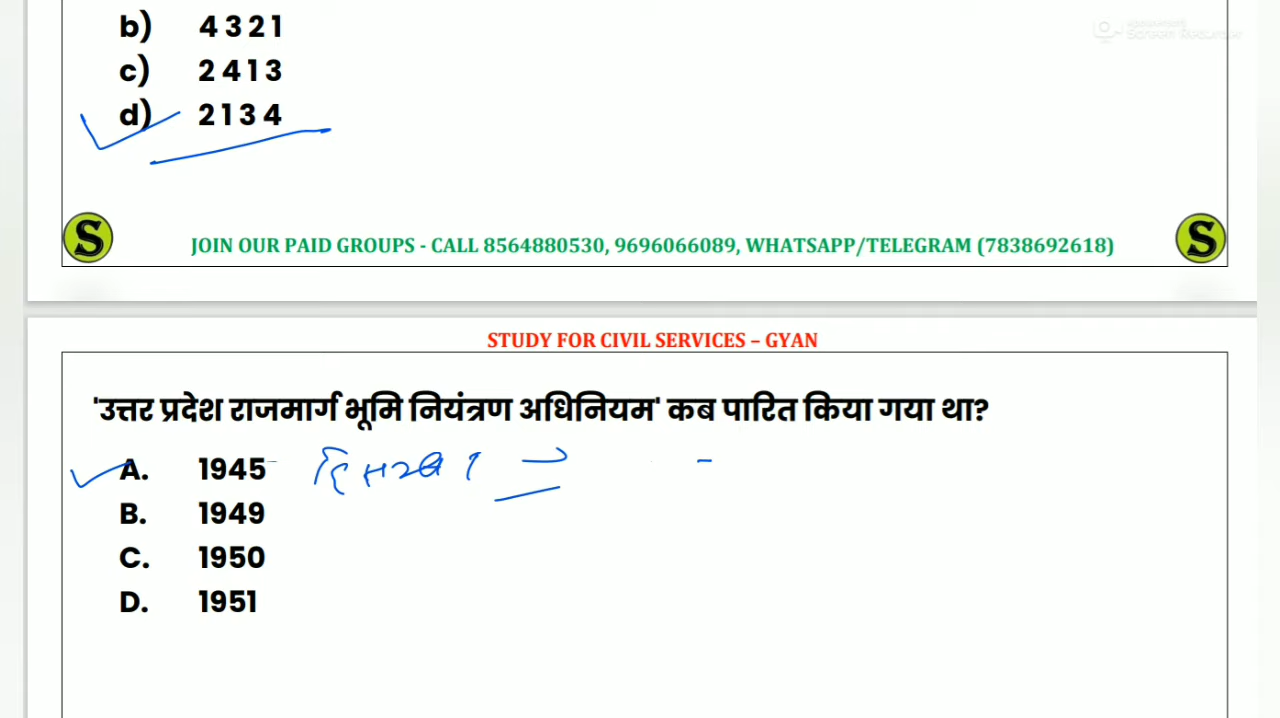 b) 4 3 2 1
c) 2 4 1 3
d) 2 1 3 4
S JOIN OUR PAID GROUPS - CALL 8564880530, 9696066089, WHATSAPP/TELEGRAM (7838692618) S
STUDY FOR CIVIL SERVICES – GYAN
'उत्तर प्रदेश राजमार्ग भूमि नियंत्रण अधिनियम' कब पारित किया गया था?
A. 1945
B. 1949
C. 1950
D. 1951